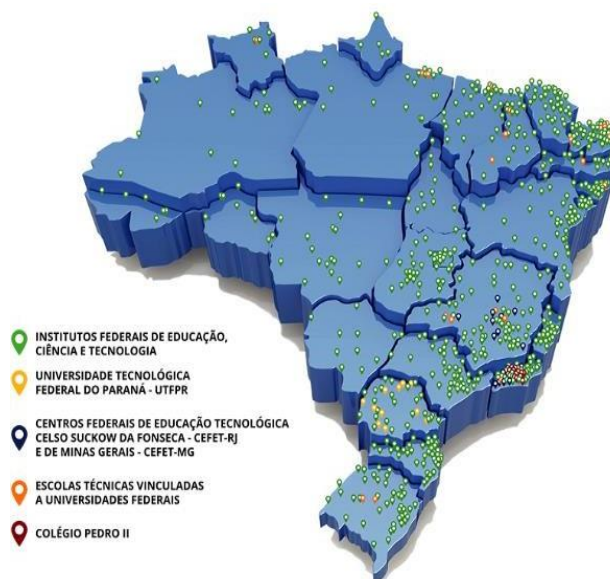 INSTITUTOS FEDERAIS DE EDUCAÇÃO,
CIÊNCIA E TECNOLOGIA
UNIVERSIDADE TECNOLÓGICA
FEDERAL DO PARANÁ - UTFPR
CENTROS FEDERAIS DE EDUCAÇÃO TECNOLÓGICA
CELSO SUCKOW DA FONSECA - CEFET-RJ
E DE MINAS GERAIS - CEFET-MG
ESCOLAS TÉCNICAS VINCULADAS
A UNIVERSIDADES FEDERAIS
COLÉGIO PEDRO II